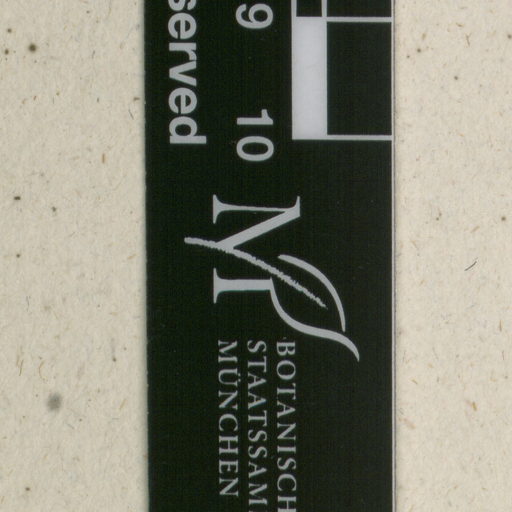 served
9 10
M
BOTANISCH
STAATSSAM
MÜNCHEN